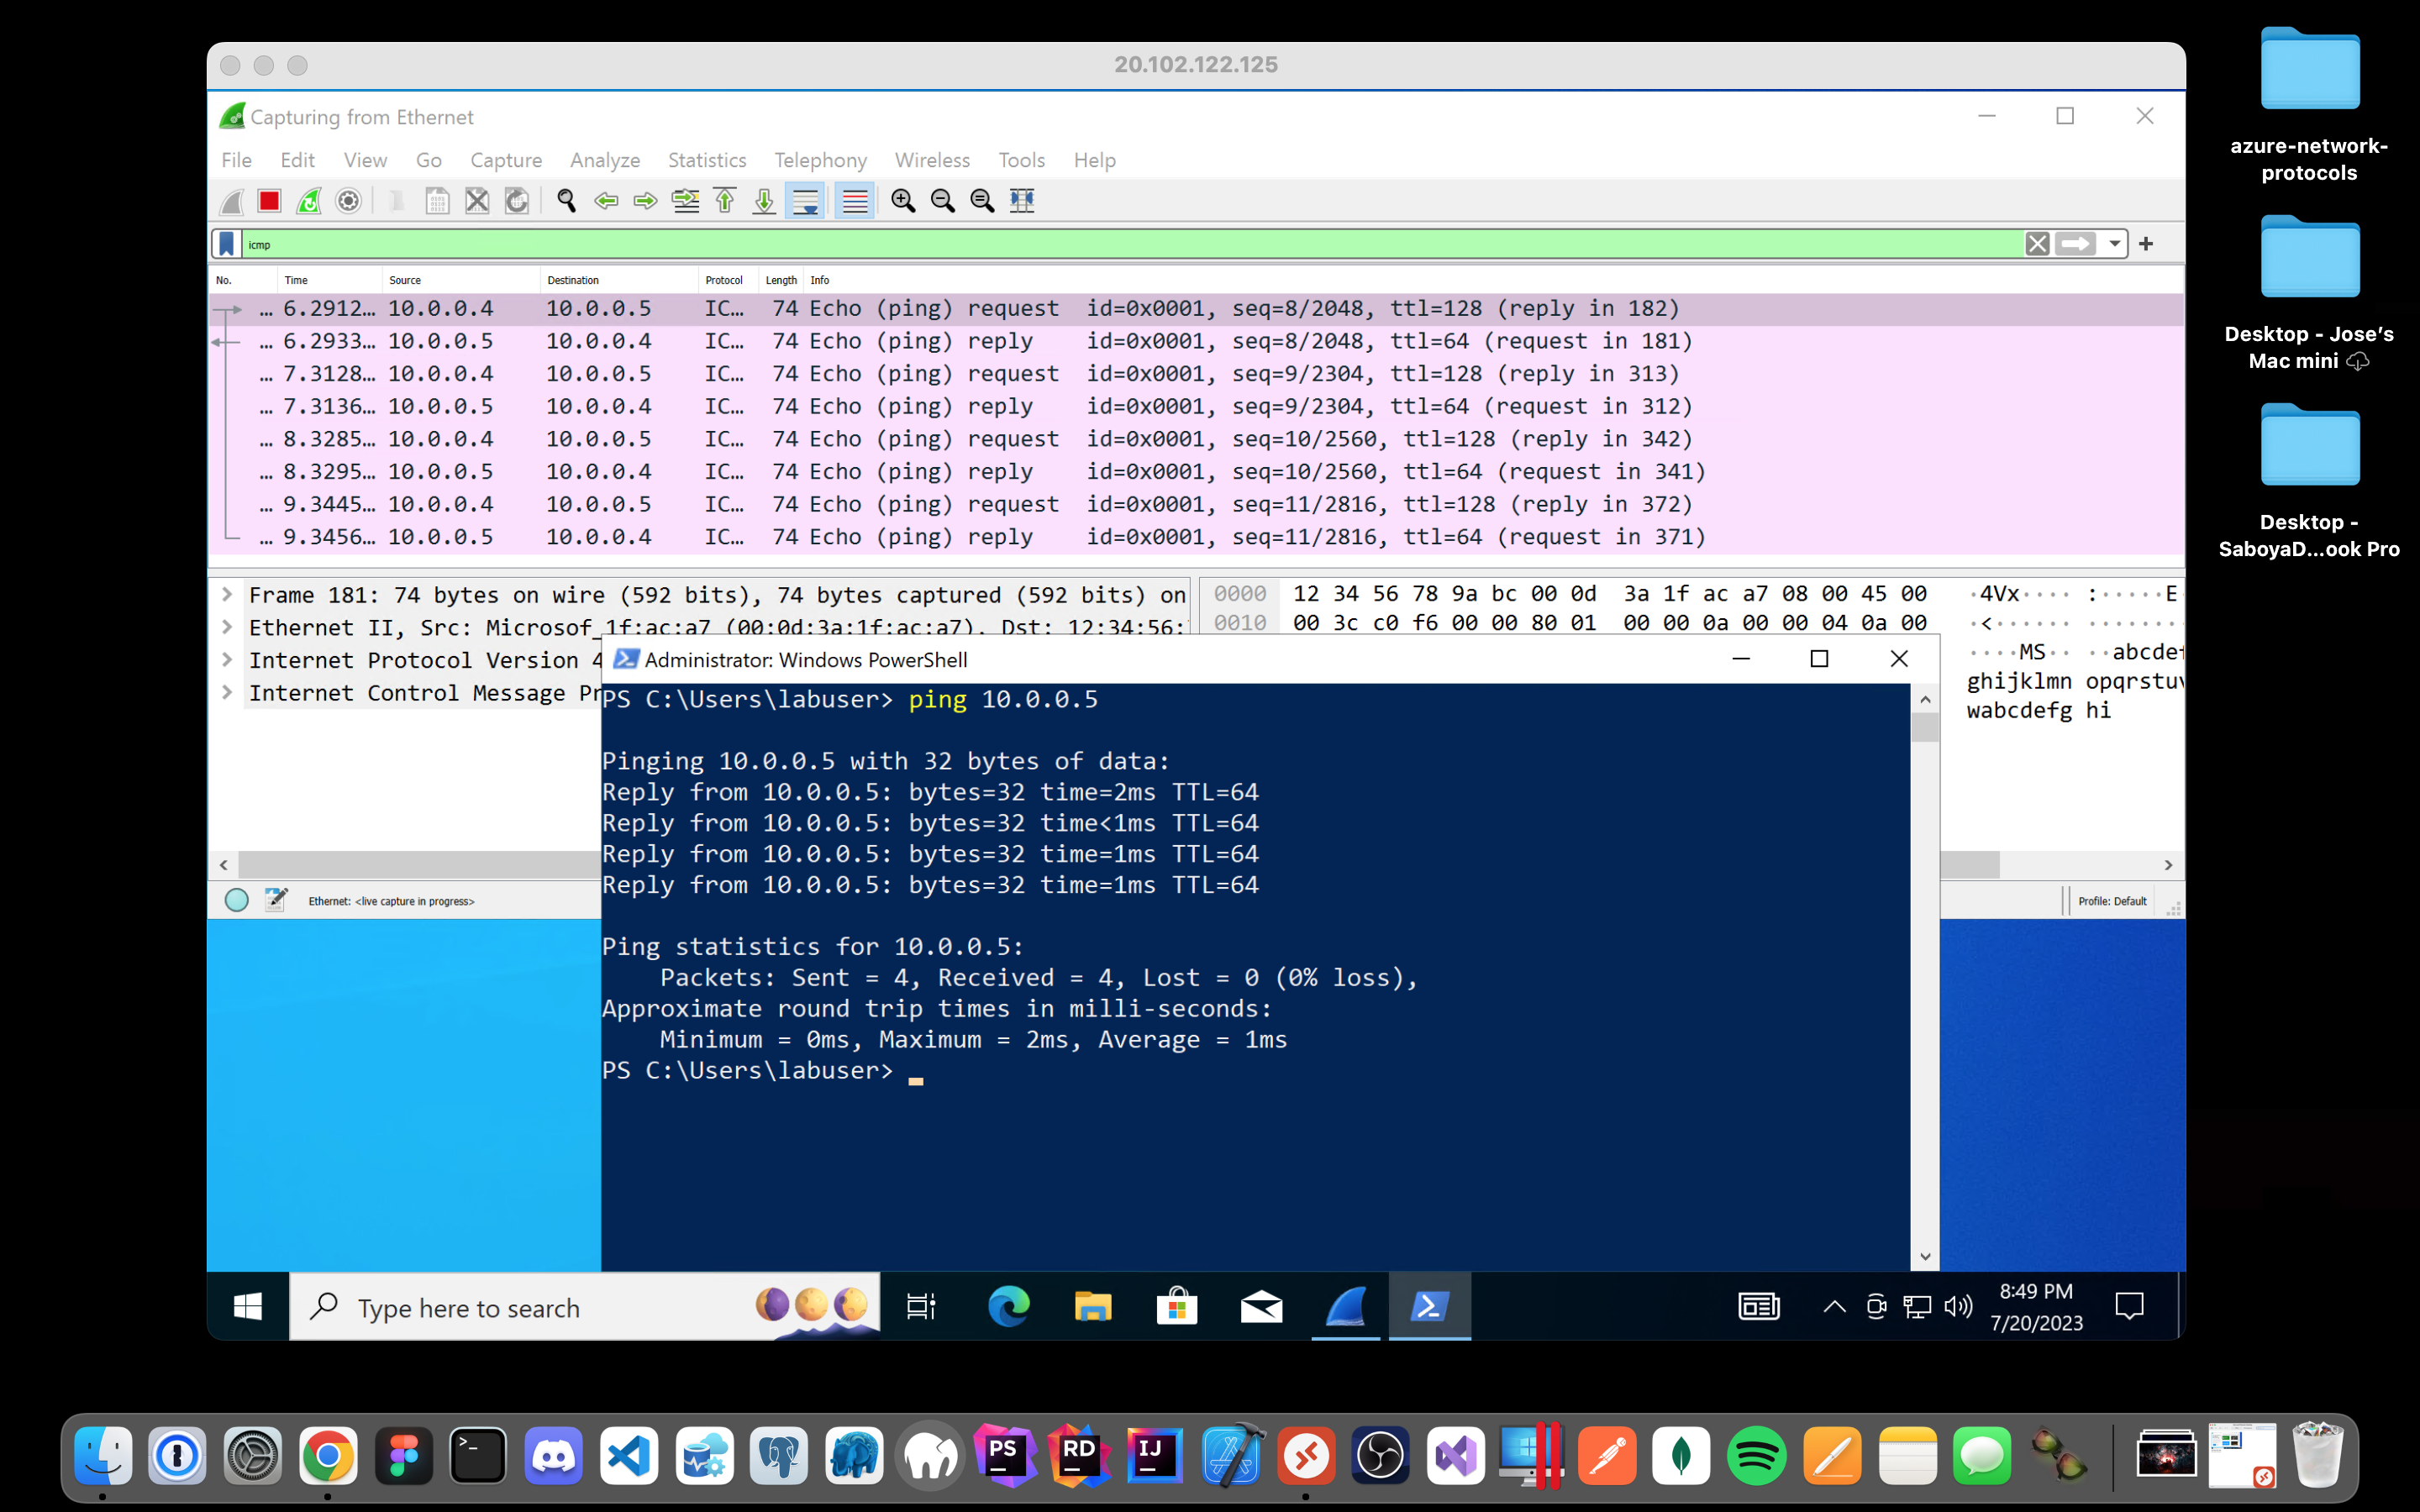 20.102.122.125
Capturing from Ethernet
File Edit View Go Capture Analyze Statistics Telephony Wireless Tools Help
icmp
No. Time Source Destination Protocol Length Info
… 6.2912… 10.0.0.4 10.0.0.5 IC… 74 Echo (ping) request id=0x0001, seq=8/2048, ttl=128 (reply in 182)
… 6.2933… 10.0.0.5 10.0.0.4 IC… 74 Echo (ping) reply id=0x0001, seq=8/2048, ttl=64 (request in 181)
… 7.3128… 10.0.0.4 10.0.0.5 IC… 74 Echo (ping) request id=0x0001, seq=9/2304, ttl=128 (reply in 313)
… 7.3136… 10.0.0.5 10.0.0.4 IC… 74 Echo (ping) reply id=0x0001, seq=9/2304, ttl=64 (request in 312)
… 8.3285… 10.0.0.4 10.0.0.5 IC… 74 Echo (ping) request id=0x0001, seq=10/2560, ttl=128 (reply in 342)
… 8.3295… 10.0.0.5 10.0.0.4 IC… 74 Echo (ping) reply id=0x0001, seq=10/2560, ttl=64 (request in 341)
… 9.3445… 10.0.0.4 10.0.0.5 IC… 74 Echo (ping) request id=0x0001, seq=11/2816, ttl=128 (reply in 372)
… 9.3456… 10.0.0.5 10.0.0.4 IC… 74 Echo (ping) reply id=0x0001, seq=11/2816, ttl=64 (request in 371)
Frame 181: 74 bytes on wire (592 bits), 74 bytes captured (592 bits) on
Ethernet II, Src: Microsof_1f:ac:a7 (00:0d:3a:1f:ac:a7), Dst: 12:34:56:
Internet Protocol Version 4
Internet Control Message Pr
0000 12 34 56 78 9a bc 00 0d 3a 1f ac a7 08 00 45 00 ·4Vx···· :·····E·
0010 00 3c c0 f6 00 00 80 01 00 00 0a 00 00 04 0a 00 ·<······ ········
····MS·· ··abcdef
ghijklmn opqrstuv
wabcdefg hi
Administrator: Windows PowerShell
PS C:\Users\labuser> ping 10.0.0.5
Pinging 10.0.0.5 with 32 bytes of data:
Reply from 10.0.0.5: bytes=32 time=2ms TTL=64
Reply from 10.0.0.5: bytes=32 time<1ms TTL=64
Reply from 10.0.0.5: bytes=32 time=1ms TTL=64
Reply from 10.0.0.5: bytes=32 time=1ms TTL=64
Ping statistics for 10.0.0.5:
Packets: Sent = 4, Received = 4, Lost = 0 (0% loss),
Approximate round trip times in milli-seconds:
Minimum = 0ms, Maximum = 2ms, Average = 1ms
PS C:\Users\labuser>
Ethernet: <live capture in progress>
Profile: Default
Type here to search
8:49 PM
7/20/2023
azure-network-
protocols
Desktop - Jose’s
Mac mini
Desktop -
SaboyaD...ook Pro
PS
RD
IJ